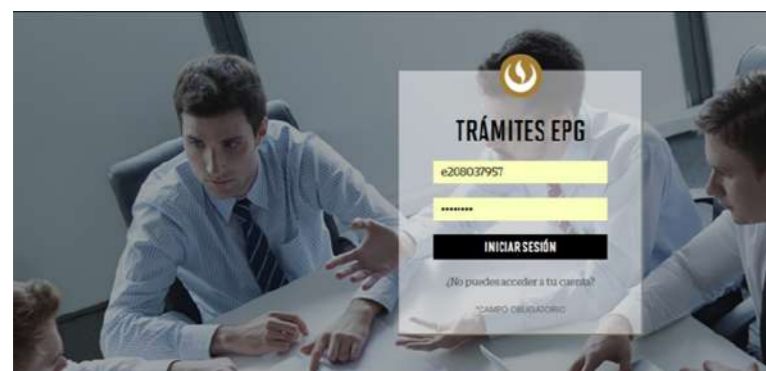 TRÁMITES EPG
e208037957
••••••••
INICIAR SESIÓN
¿No puedes acceder a tu cuenta?
*CAMPO OBLIGATORIO